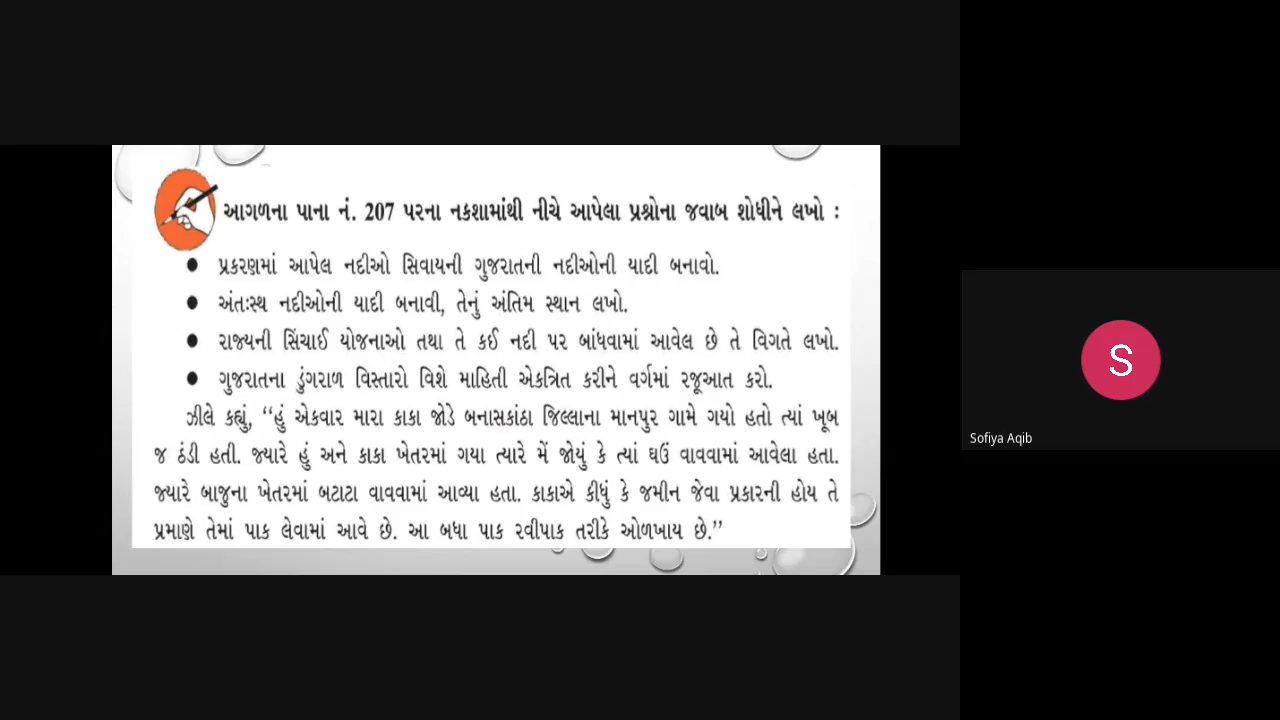 આગળના પાના નં. 207 પરના નકશામાંથી નીચે આપેલા પ્રશ્નોના જવાબ શોધીને લખો :
● પ્રકરણમાં આપેલ નદીઓ સિવાયની ગુજરાતની નદીઓની યાદી બનાવો.
● અંતઃસ્થ નદીઓની યાદી બનાવી, તેનું અંતિમ સ્થાન લખો.
● રાજ્યની સિંચાઈ યોજનાઓ તથા તે કઈ નદી પર બાંધવામાં આવેલ છે તે વિગતે લખો.
● ગુજરાતના ડુંગરાળ વિસ્તારો વિશે માહિતી એકત્રિત કરીને વર્ગમાં રજૂઆત કરો.
ઝીલે કહ્યું, “હું એકવાર મારા કાકા જોડે બનાસકાંઠા જિલ્લાના માનપુર ગામે ગયો હતો ત્યાં ખૂબ
જ ઠંડી હતી. જ્યારે હું અને કાકા ખેતરમાં ગયા ત્યારે મેં જોયું કે ત્યાં ઘઉં વાવવામાં આવેલા હતા.
જ્યારે બાજુના ખેતરમાં બટાટા વાવવામાં આવ્યા હતા. કાકાએ કીધું કે જમીન જેવા પ્રકારની હોય તે
પ્રમાણે તેમાં પાક લેવામાં આવે છે. આ બધા પાક રવીપાક તરીકે ઓળખાય છે.”
S
Sofiya Aqib